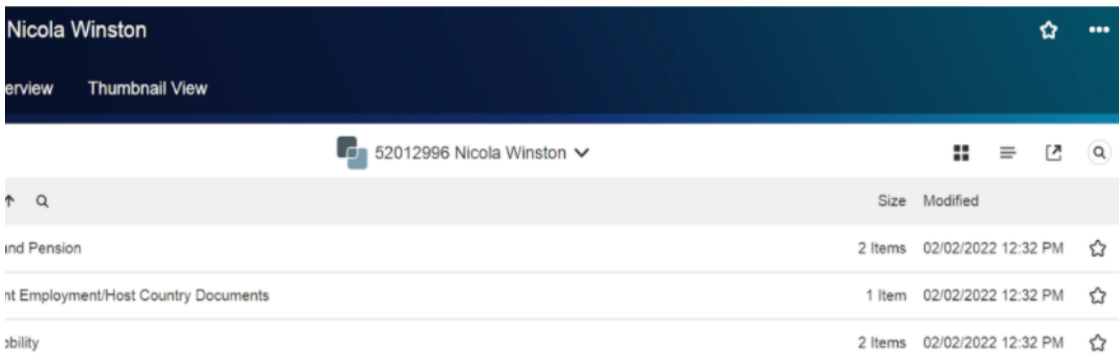 Nicola Winston
erview Thumbnail View
52012996 Nicola Winston
Size Modified
and Pension 2 Items 02/02/2022 12:32 PM
nt Employment/Host Country Documents 1 Item 02/02/2022 12:32 PM
obility 2 Items 02/02/2022 12:32 PM